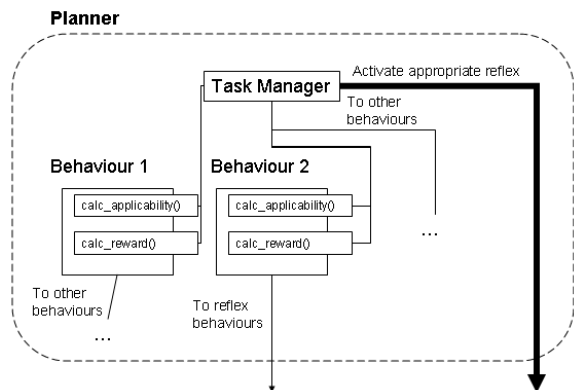 Planner
Activate appropriate reflex
Task Manager
To other
behaviours
Behaviour 1
Behaviour 2
calc_applicability()
calc_applicability()
calc_reward()
calc_reward()
...
To other
behaviours
To reflex
behaviours
...